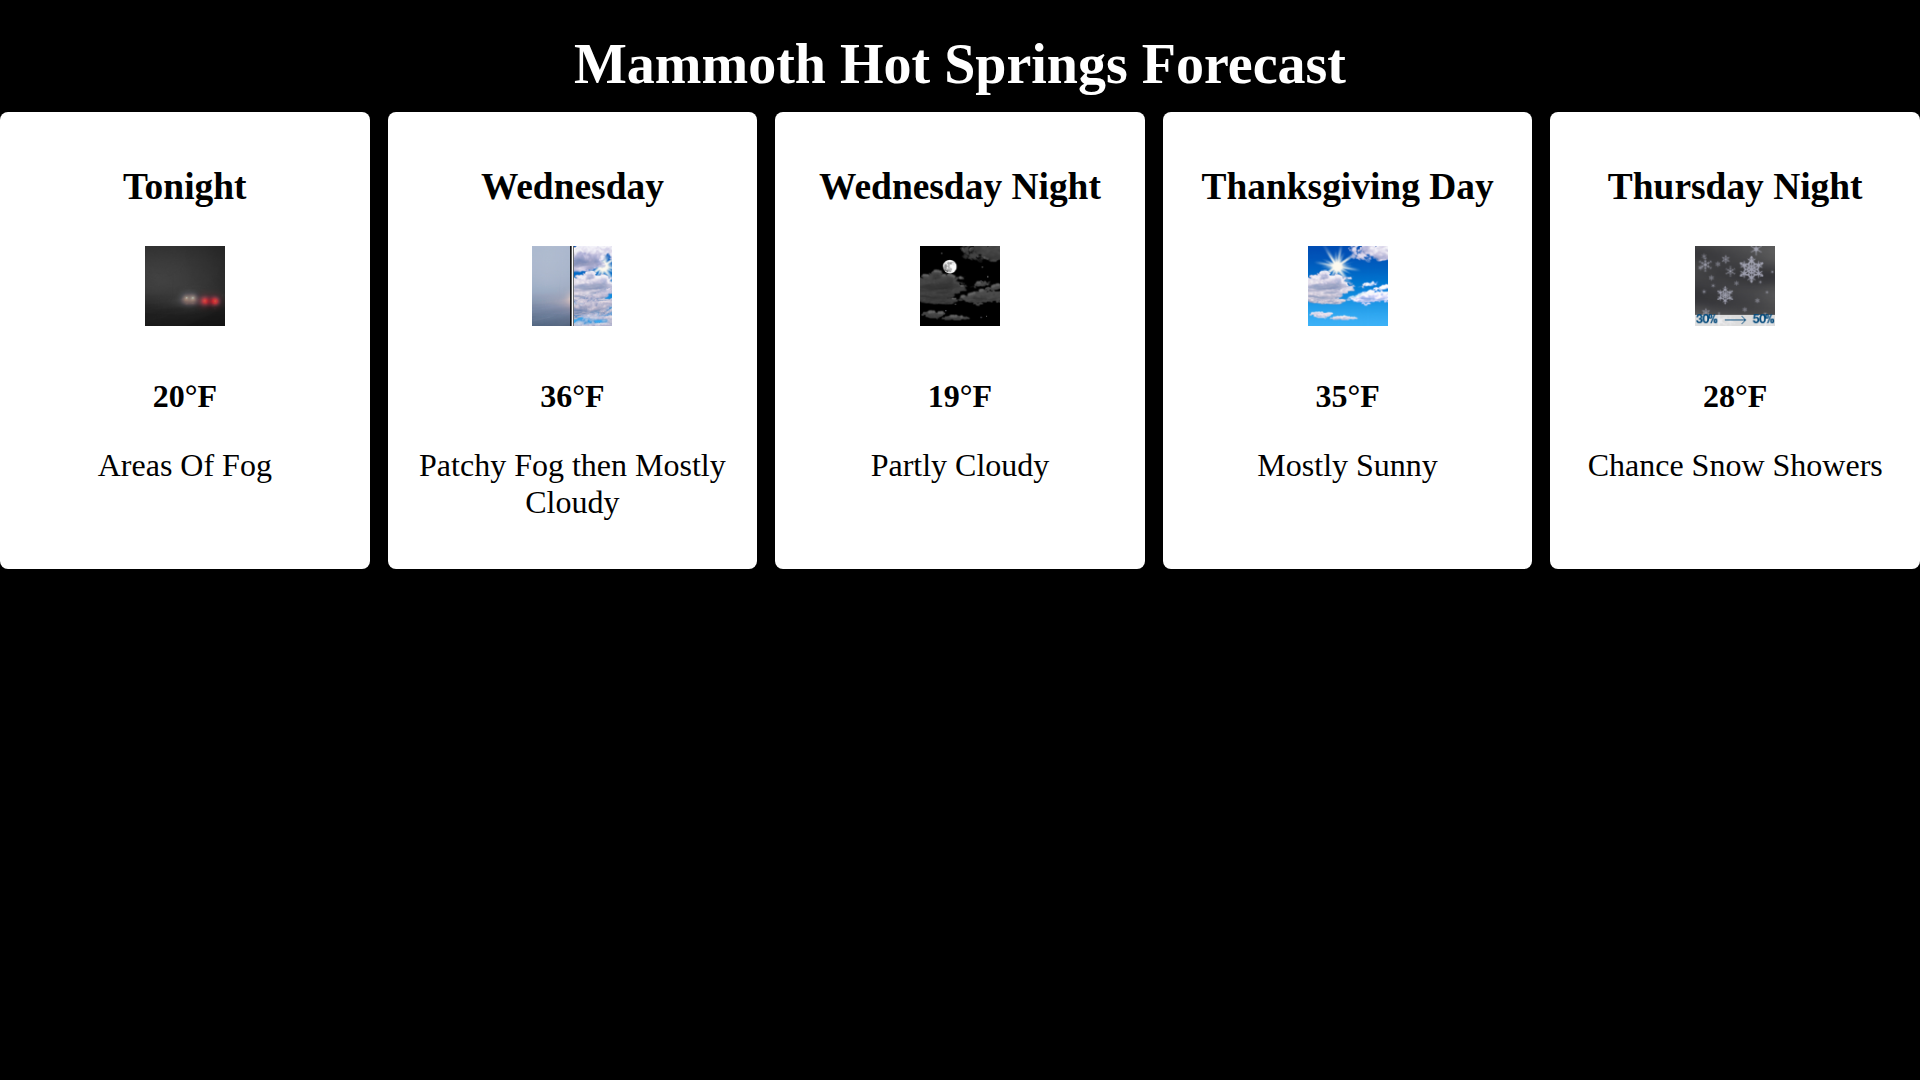 Mammoth Hot Springs Forecast
Tonight
20°F
Areas Of Fog
Wednesday
36°F
Patchy Fog then Mostly
Cloudy
Wednesday Night
19°F
Partly Cloudy
Thanksgiving Day
35°F
Mostly Sunny
Thursday Night
30% → 50%
28°F
Chance Snow Showers